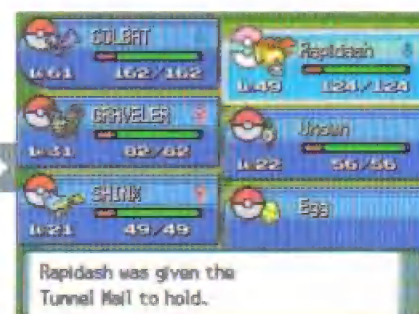 GOLBAT
Lv.61 162/162
GRAVELER ♀
Lv.31 82/82
SHINX ♀
Lv.21 49/49
Rapidash
Lv.49 124/124
Unown
Lv.22 56/56
Egg
Rapidash was given the
Tunnel Mail to hold.